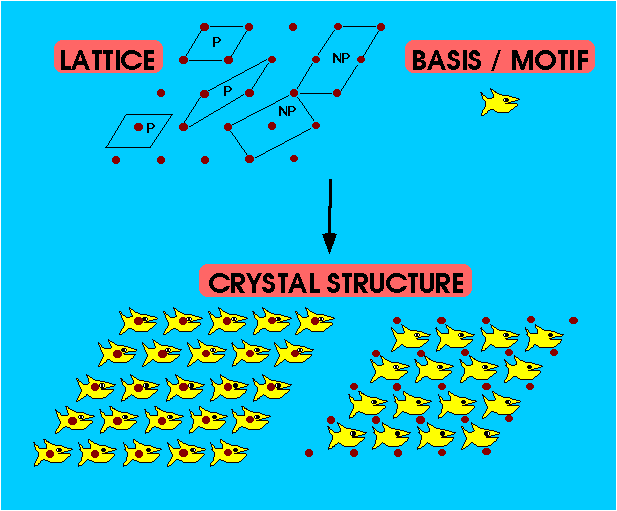 LATTICE
P
NP
BASIS / MOTIF
P
NP
P
CRYSTAL STRUCTURE